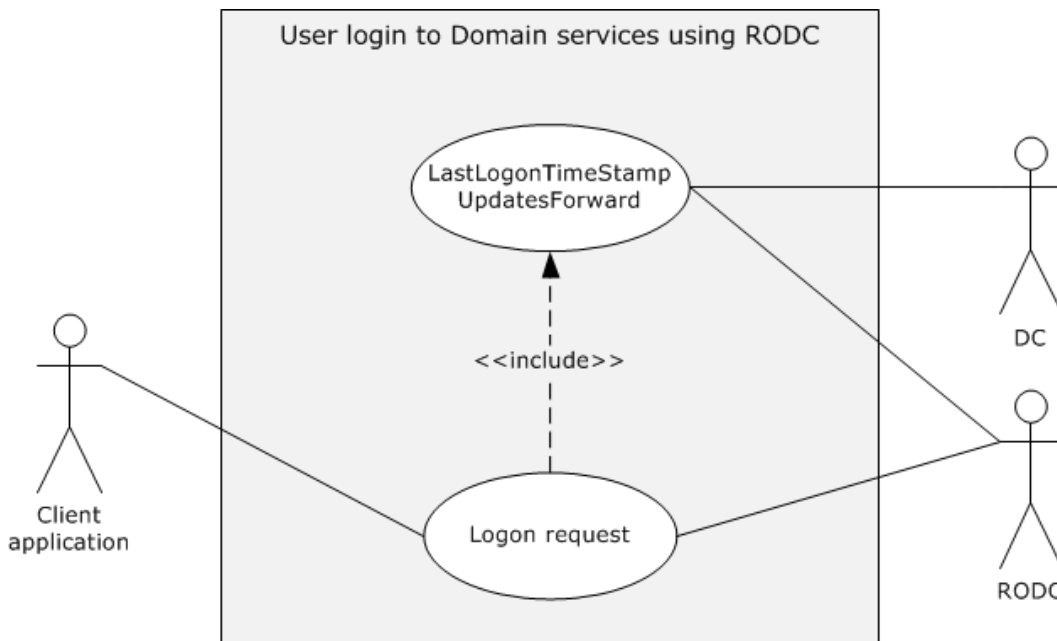 User login to Domain services using RODC
LastLogonTimeStamp
UpdatesForward
DC
<<include>>
Client
application
Logon request
RODC